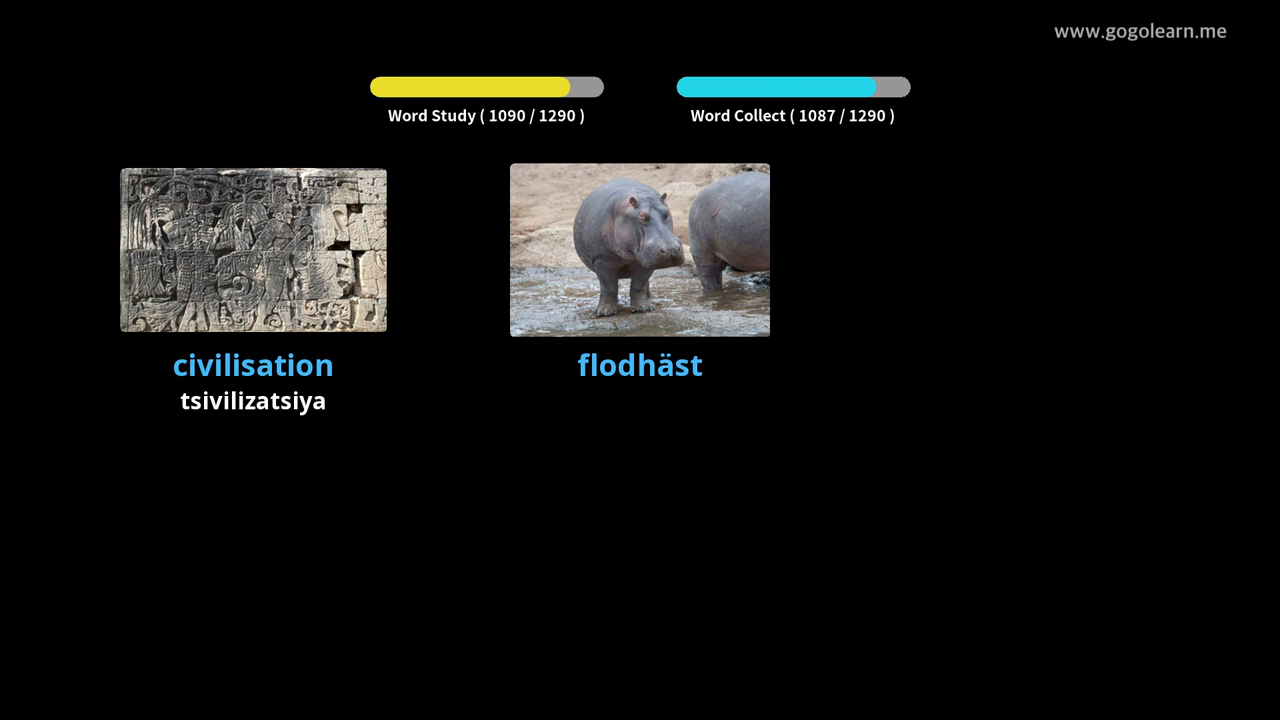 www.gogolearn.me
Word Study ( 1090 / 1290 )
Word Collect ( 1087 / 1290 )
civilisation
tsivilizatsiya
flodhäst